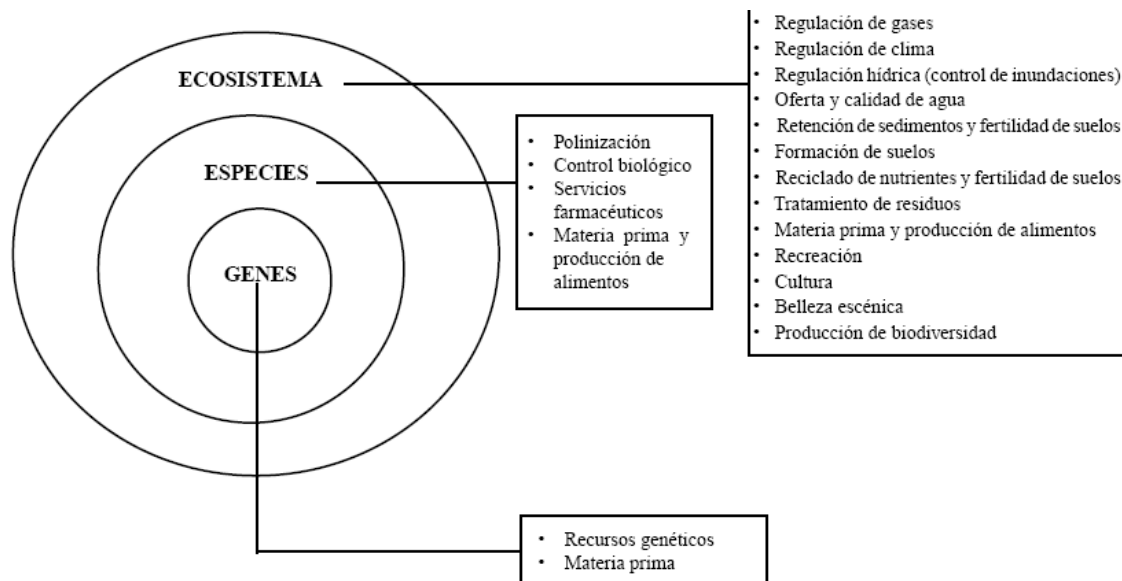 ECOSISTEMA
ESPECIES
GENES
• Regulación de gases
• Regulación de clima
• Regulación hídrica (control de inundaciones)
• Oferta y calidad de agua
• Retención de sedimentos y fertilidad de suelos
• Formación de suelos
• Reciclado de nutrientes y fertilidad de suelos
• Tratamiento de residuos
• Materia prima y producción de alimentos
• Recreación
• Cultura
• Belleza escénica
• Producción de biodiversidad
• Polinización
• Control biológico
• Servicios
farmacéuticos
• Materia prima y
producción de
alimentos
• Recursos genéticos
• Materia prima